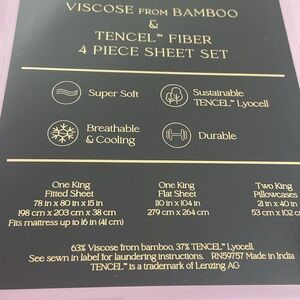 VISCOSE FROM BAMBOO
&
TENCEL™ FIBER
4 PIECE SHEET SET
Super Soft
Sustainable
TENCEL™ Lyocell
Breathable
& Cooling
Durable
One King
Fitted Sheet
78 in x 80 in x 15 in
198 cm x 203 cm x 38 cm
Fits mattress up to 16 in (41 cm)
One King
Flat Sheet
110 in x 104 in
279 cm x 264 cm
Two King
Pillowcases
21 in x 40 in
53 cm x 102 c
63% Viscose from bamboo, 37% TENCEL™ Lyocell.
See sewn in label for laundering instructions. RN59757 Made in India
TENCEL™ is a trademark of Lenzing AG